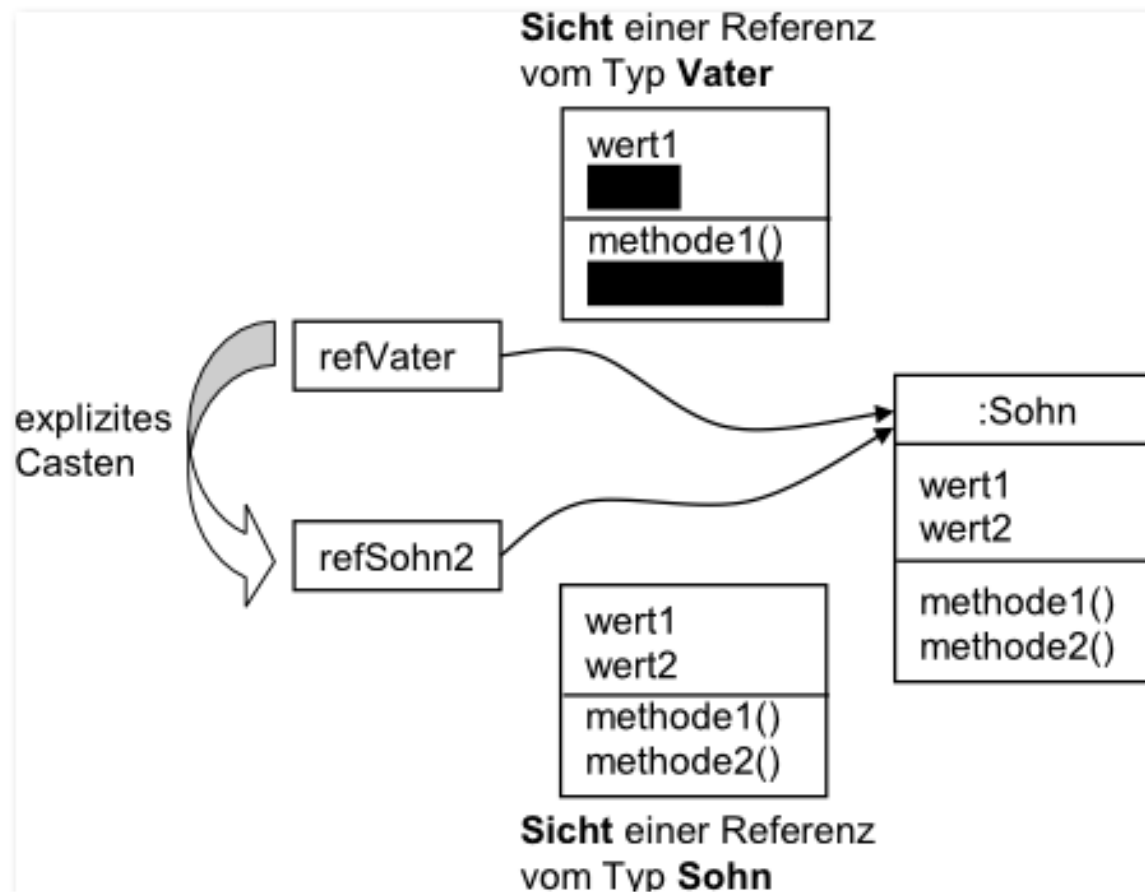 Sicht einer Referenz
vom Typ Vater
wert1
methode1()
refVater
:Sohn
explizites
Casten
wert1
wert2
refSohn2
methode1()
methode2()
wert1
wert2
methode1()
methode2()
Sicht einer Referenz
vom Typ Sohn